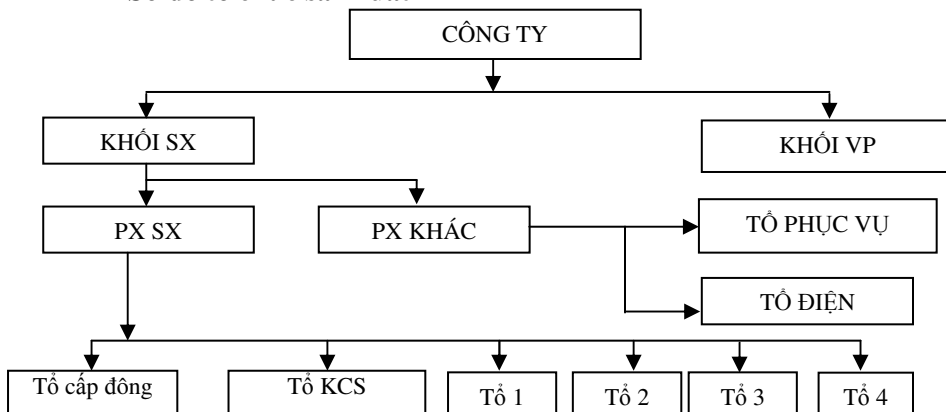 CÔNG TY
KHỐI SX
KHỐI VP
PX SX
PX KHÁC
TỔ PHỤC VỤ
TỔ ĐIỆN
Tổ cấp đông
Tổ KCS
Tổ 1
Tổ 2
Tổ 3
Tổ 4